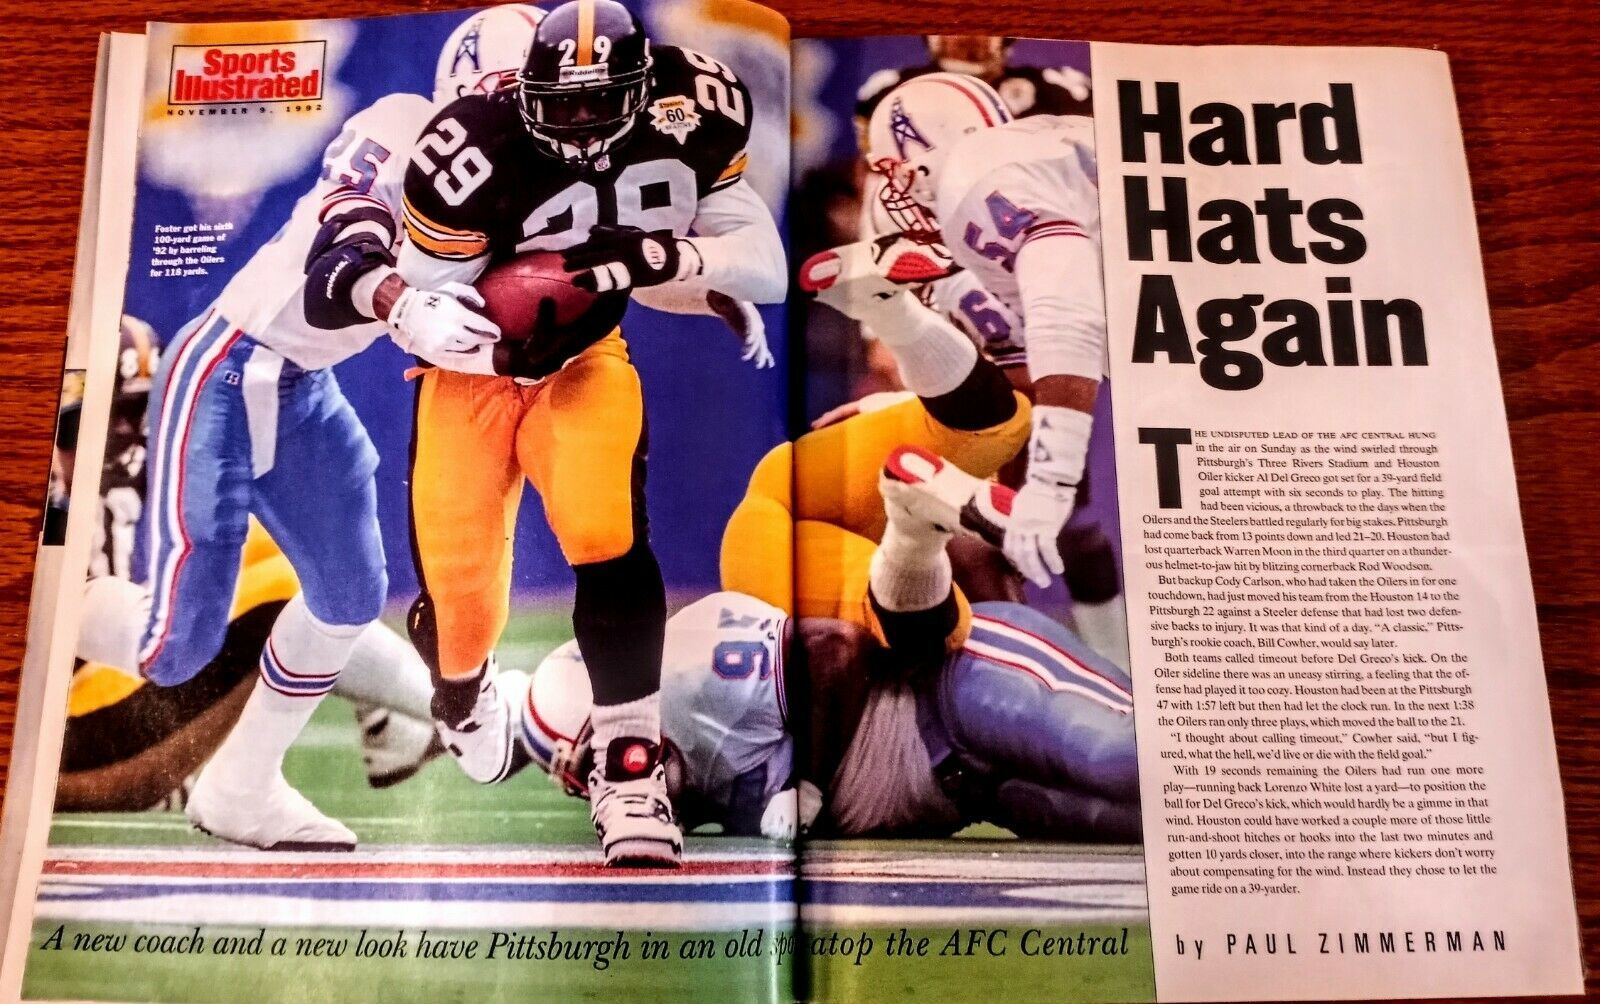 Sports
Illustrated
NOVEMBER 9, 1992
Foster got his sixth
100-yard game of
'92 by barreling
through the Oilers
for 118 yards.
25
29
29
Riddell
Steelers
60
29
29
54
Hard
Hats
Again
THE UNDISPUTED LEAD OF THE AFC CENTRAL HUNG
in the air on Sunday as the wind swirled through
Pittsburgh's Three Rivers Stadium and Houston
Oiler kicker Al Del Greco got set for a 39-yard field
goal attempt with six seconds to play. The hitting
had been vicious, a throwback to the days when the
Oilers and the Steelers battled regularly for big stakes. Pittsburgh
had come back from 13 points down and led 21–20. Houston had
lost quarterback Warren Moon in the third quarter on a thunder-
ous helmet-to-jaw hit by blitzing cornerback Rod Woodson.
But backup Cody Carlson, who had taken the Oilers in for one
touchdown, had just moved his team from the Houston 14 to the
Pittsburgh 22 against a Steeler defense that had lost two defen-
sive backs to injury. It was that kind of a day. "A classic," Pitts-
burgh's rookie coach, Bill Cowher, would say later.
Both teams called timeout before Del Greco's kick. On the
Oiler sideline there was an uneasy stirring, a feeling that the of-
fense had played it too cozy. Houston had been at the Pittsburgh
47 with 1:57 left but then had let the clock run. In the next 1:38
the Oilers ran only three plays, which moved the ball to the 21.
"I thought about calling timeout," Cowher said, "but I fig-
ured, what the hell, we'd live or die with the field goal."
With 19 seconds remaining the Oilers had run one more
play—running back Lorenzo White lost a yard—to position the
ball for Del Greco's kick, which would hardly be a gimme in that
wind. Houston could have worked a couple more of those little
run-and-shoot hitches or hooks into the last two minutes and
gotten 10 yards closer, into the range where kickers don't worry
about compensating for the wind. Instead they chose to let the
game ride on a 39-yarder.
A new coach and a new look have Pittsburgh in an old spot atop the AFC Central
by PAUL ZIMMERMAN